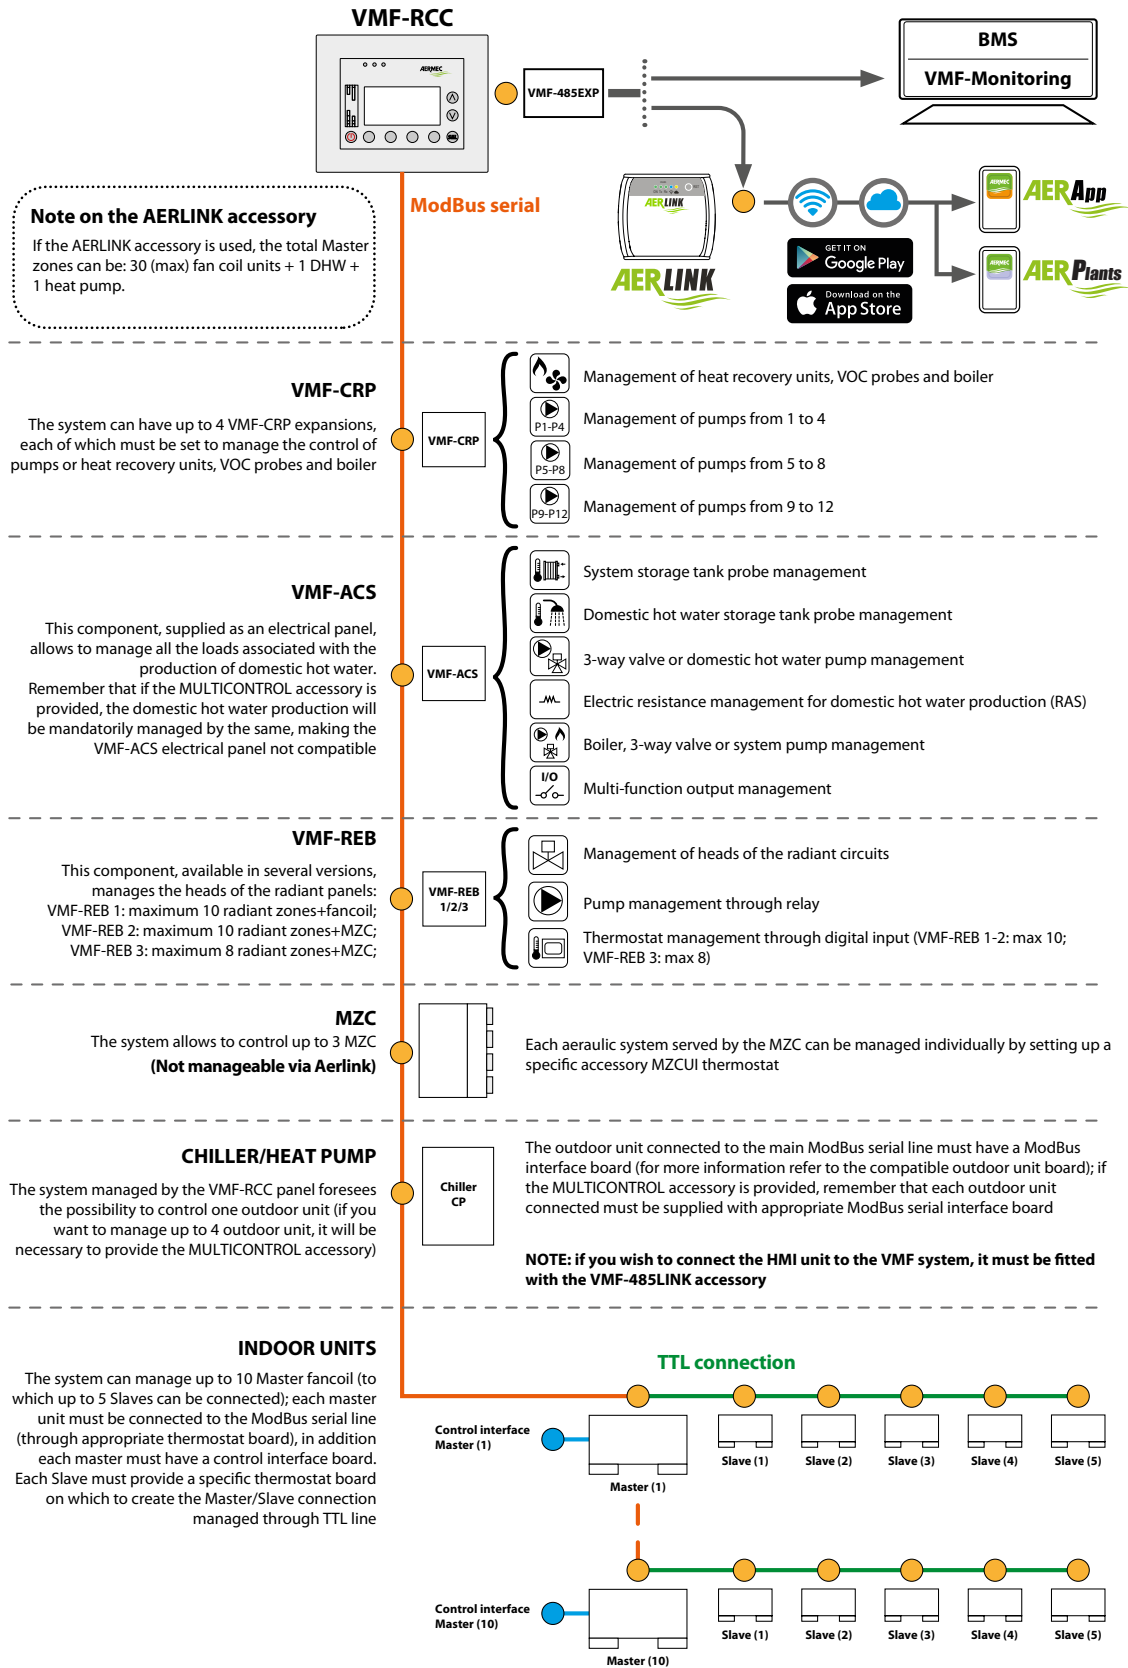 VMF-RCC
AERMEC
VMF-485EXP
BMS
VMF-Monitoring
Note on the AERLINK accessory
If the AERLINK accessory is used, the total Master
zones can be: 30 (max) fan coil units + 1 DHW +
1 heat pump.
ModBus serial
AERLINK
AERLINK
GET IT ON
Google Play
Download on the
App Store
AERMEC
AERApp
AERMEC
AERPlants
VMF-CRP
The system can have up to 4 VMF-CRP expansions,
each of which must be set to manage the control of
pumps or heat recovery units, VOC probes and boiler
VMF-CRP
Management of heat recovery units, VOC probes and boiler
P1-P4
Management of pumps from 1 to 4
P5-P8
Management of pumps from 5 to 8
P9-P12
Management of pumps from 9 to 12
VMF-ACS
This component, supplied as an electrical panel,
allows to manage all the loads associated with the
production of domestic hot water.
Remember that if the MULTICONTROL accessory is
provided, the domestic hot water production will
be mandatorily managed by the same, making the
VMF-ACS electrical panel not compatible
VMF-ACS
System storage tank probe management
Domestic hot water storage tank probe management
3-way valve or domestic hot water pump management
Electric resistance management for domestic hot water production (RAS)
Boiler, 3-way valve or system pump management
I/O
Multi-function output management
VMF-REB
This component, available in several versions,
manages the heads of the radiant panels:
VMF-REB 1: maximum 10 radiant zones+fancoil;
VMF-REB 2: maximum 10 radiant zones+MZC;
VMF-REB 3: maximum 8 radiant zones+MZC;
VMF-REB
1/2/3
Management of heads of the radiant circuits
Pump management through relay
Thermostat management through digital input (VMF-REB 1-2: max 10;
VMF-REB 3: max 8)
MZC
The system allows to control up to 3 MZC
(Not manageable via Aerlink)
Each aeraulic system served by the MZC can be managed individually by setting up a
specific accessory MZCUI thermostat
CHILLER/HEAT PUMP
The system managed by the VMF-RCC panel foresees
the possibility to control one outdoor unit (if you
want to manage up to 4 outdoor unit, it will be
necessary to provide the MULTICONTROL accessory)
Chiller
CP
The outdoor unit connected to the main ModBus serial line must have a ModBus
interface board (for more information refer to the compatible outdoor unit board); if
the MULTICONTROL accessory is provided, remember that each outdoor unit
connected must be supplied with appropriate ModBus serial interface board
NOTE: if you wish to connect the HMI unit to the VMF system, it must be fitted
with the VMF-485LINK accessory
INDOOR UNITS
The system can manage up to 10 Master fancoil (to
which up to 5 Slaves can be connected); each master
unit must be connected to the ModBus serial line
(through appropriate thermostat board), in addition
each master must have a control interface board.
Each Slave must provide a specific thermostat board
on which to create the Master/Slave connection
managed through TTL line
TTL connection
Control interface
Master (1)
Master (1)
Slave (1)
Slave (2)
Slave (3)
Slave (4)
Slave (5)
Control interface
Master (10)
Master (10)
Slave (1)
Slave (2)
Slave (3)
Slave (4)
Slave (5)